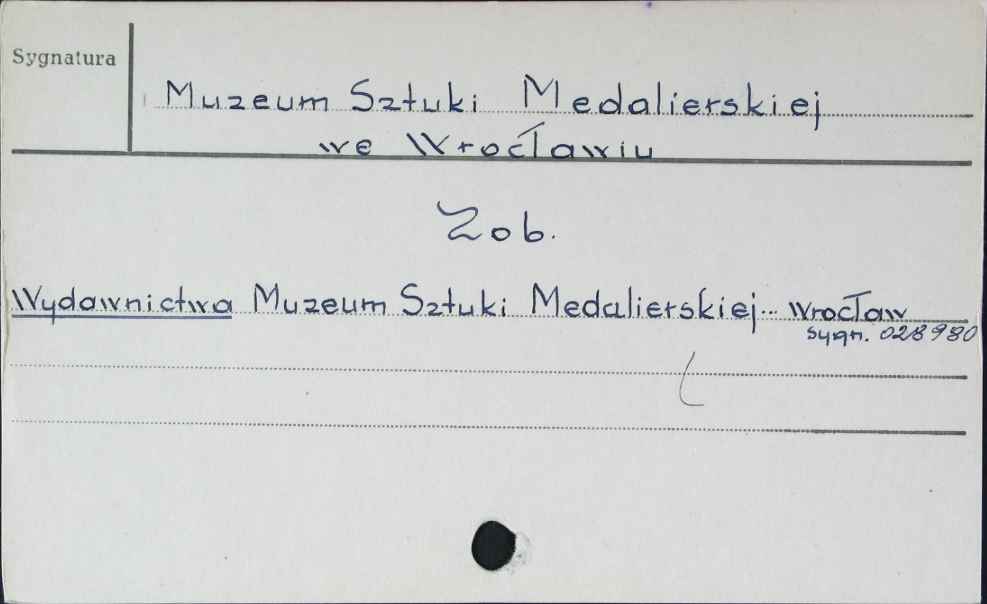 Sygnatura
Muzeum Sztuki Medalierskiej
we Wrocławiu
Zob.
Wydawnictwa Muzeum Sztuki Medalierskiej... Wrocław
sygn. 028980